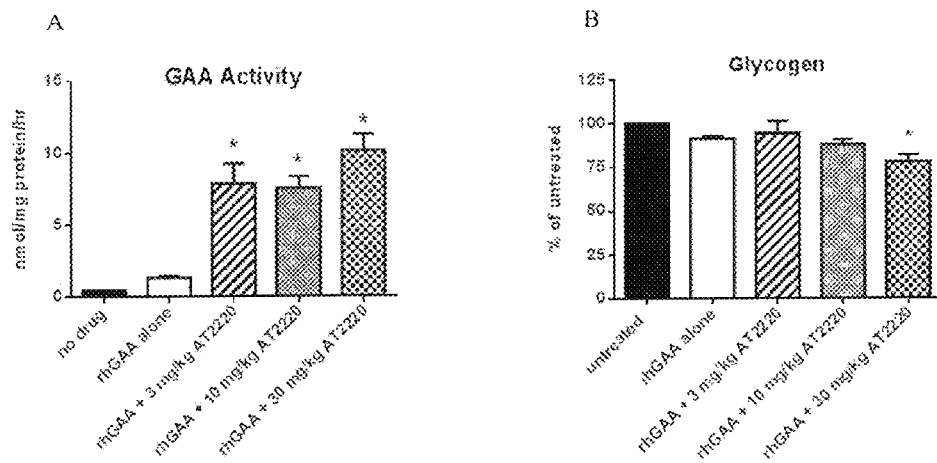 A
GAA Activity
nmol/mg protein/hr
15
10
5
0
*
*
*
no drug
rhGAA alone
rhGAA + 3 mg/kg AT2220
rhGAA + 10 mg/kg AT2220
rhGAA + 30 mg/kg AT2220
B
Glycogen
% of untreated
125
100
75
50
25
0
*
untreated
rhGAA alone
rhGAA + 3 mg/kg AT2220
rhGAA + 10 mg/kg AT2220
rhGAA + 30 mg/kg AT2220